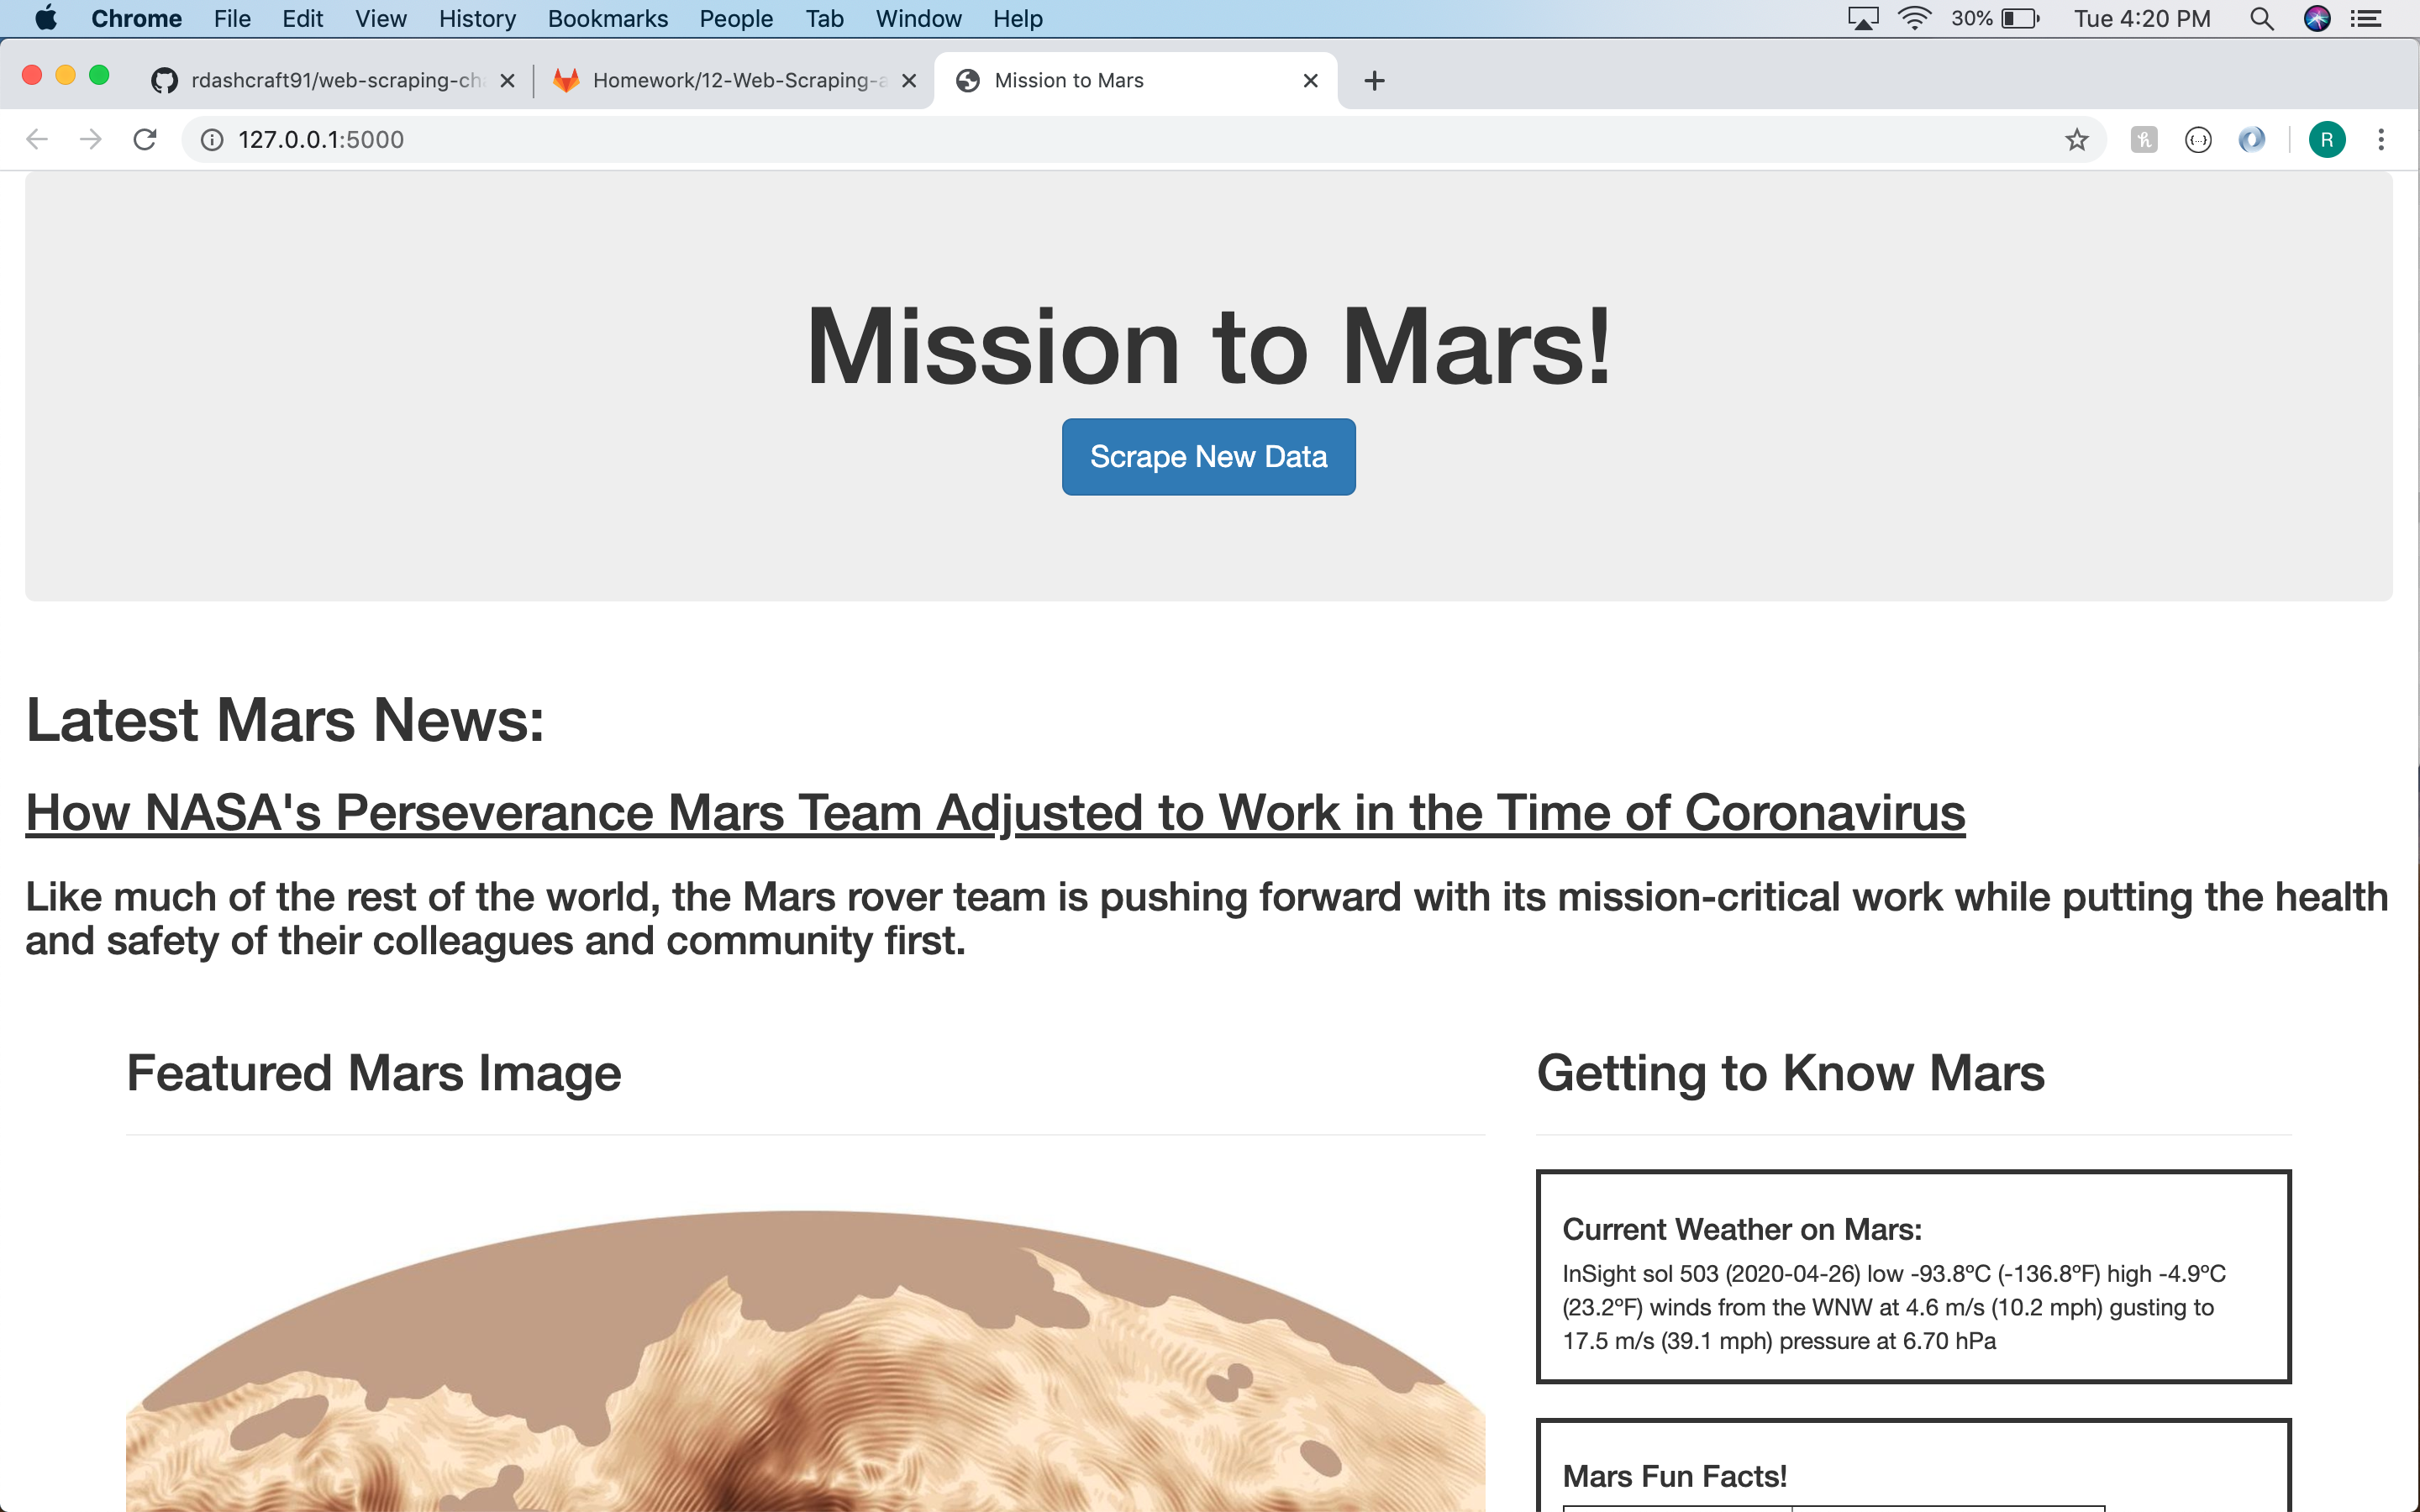 Chrome File Edit View History Bookmarks People Tab Window Help 30% Tue 4:20 PM
rdashcraft91/web-scraping-cha Homework/12-Web-Scraping-a Mission to Mars
127.0.0.1:5000 R
Mission to Mars!
Scrape New Data
Latest Mars News:
How NASA's Perseverance Mars Team Adjusted to Work in the Time of Coronavirus
Like much of the rest of the world, the Mars rover team is pushing forward with its mission-critical work while putting the health
and safety of their colleagues and community first.
Featured Mars Image
Getting to Know Mars
Current Weather on Mars:
InSight sol 503 (2020-04-26) low -93.8ºC (-136.8ºF) high -4.9ºC
(23.2ºF) winds from the WNW at 4.6 m/s (10.2 mph) gusting to
17.5 m/s (39.1 mph) pressure at 6.70 hPa
Mars Fun Facts!